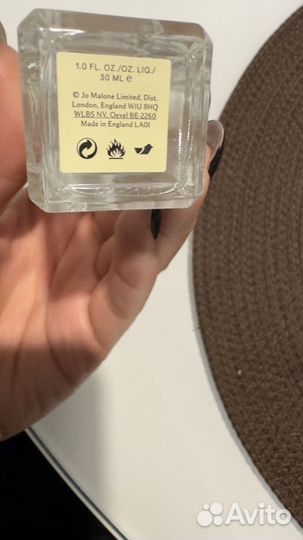 1.0 FL. OZ./OZ. LIQ./
30 ML e
© Jo Malone Limited, Dist.
London, England W1U 8HQ
WLBS NV, Oevel BE-2260
Made in England LA01
Avito